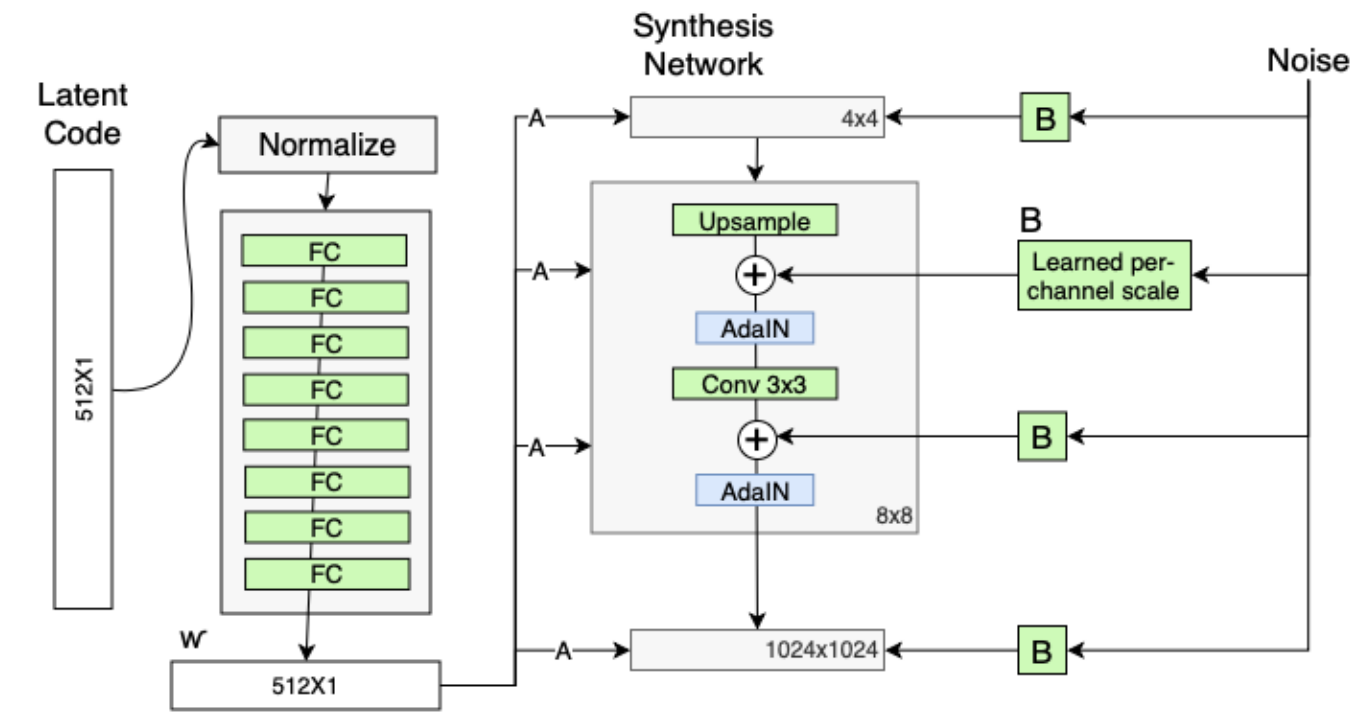 Latent
Code
512X1
Normalize
FC
FC
FC
FC
FC
FC
FC
FC
w
512X1
Synthesis
Network
A
4x4
B
Noise
A
Upsample
+
B
Learned per-
channel scale
AdaIN
Conv 3x3
A
+
B
AdaIN
8x8
A
1024x1024
B